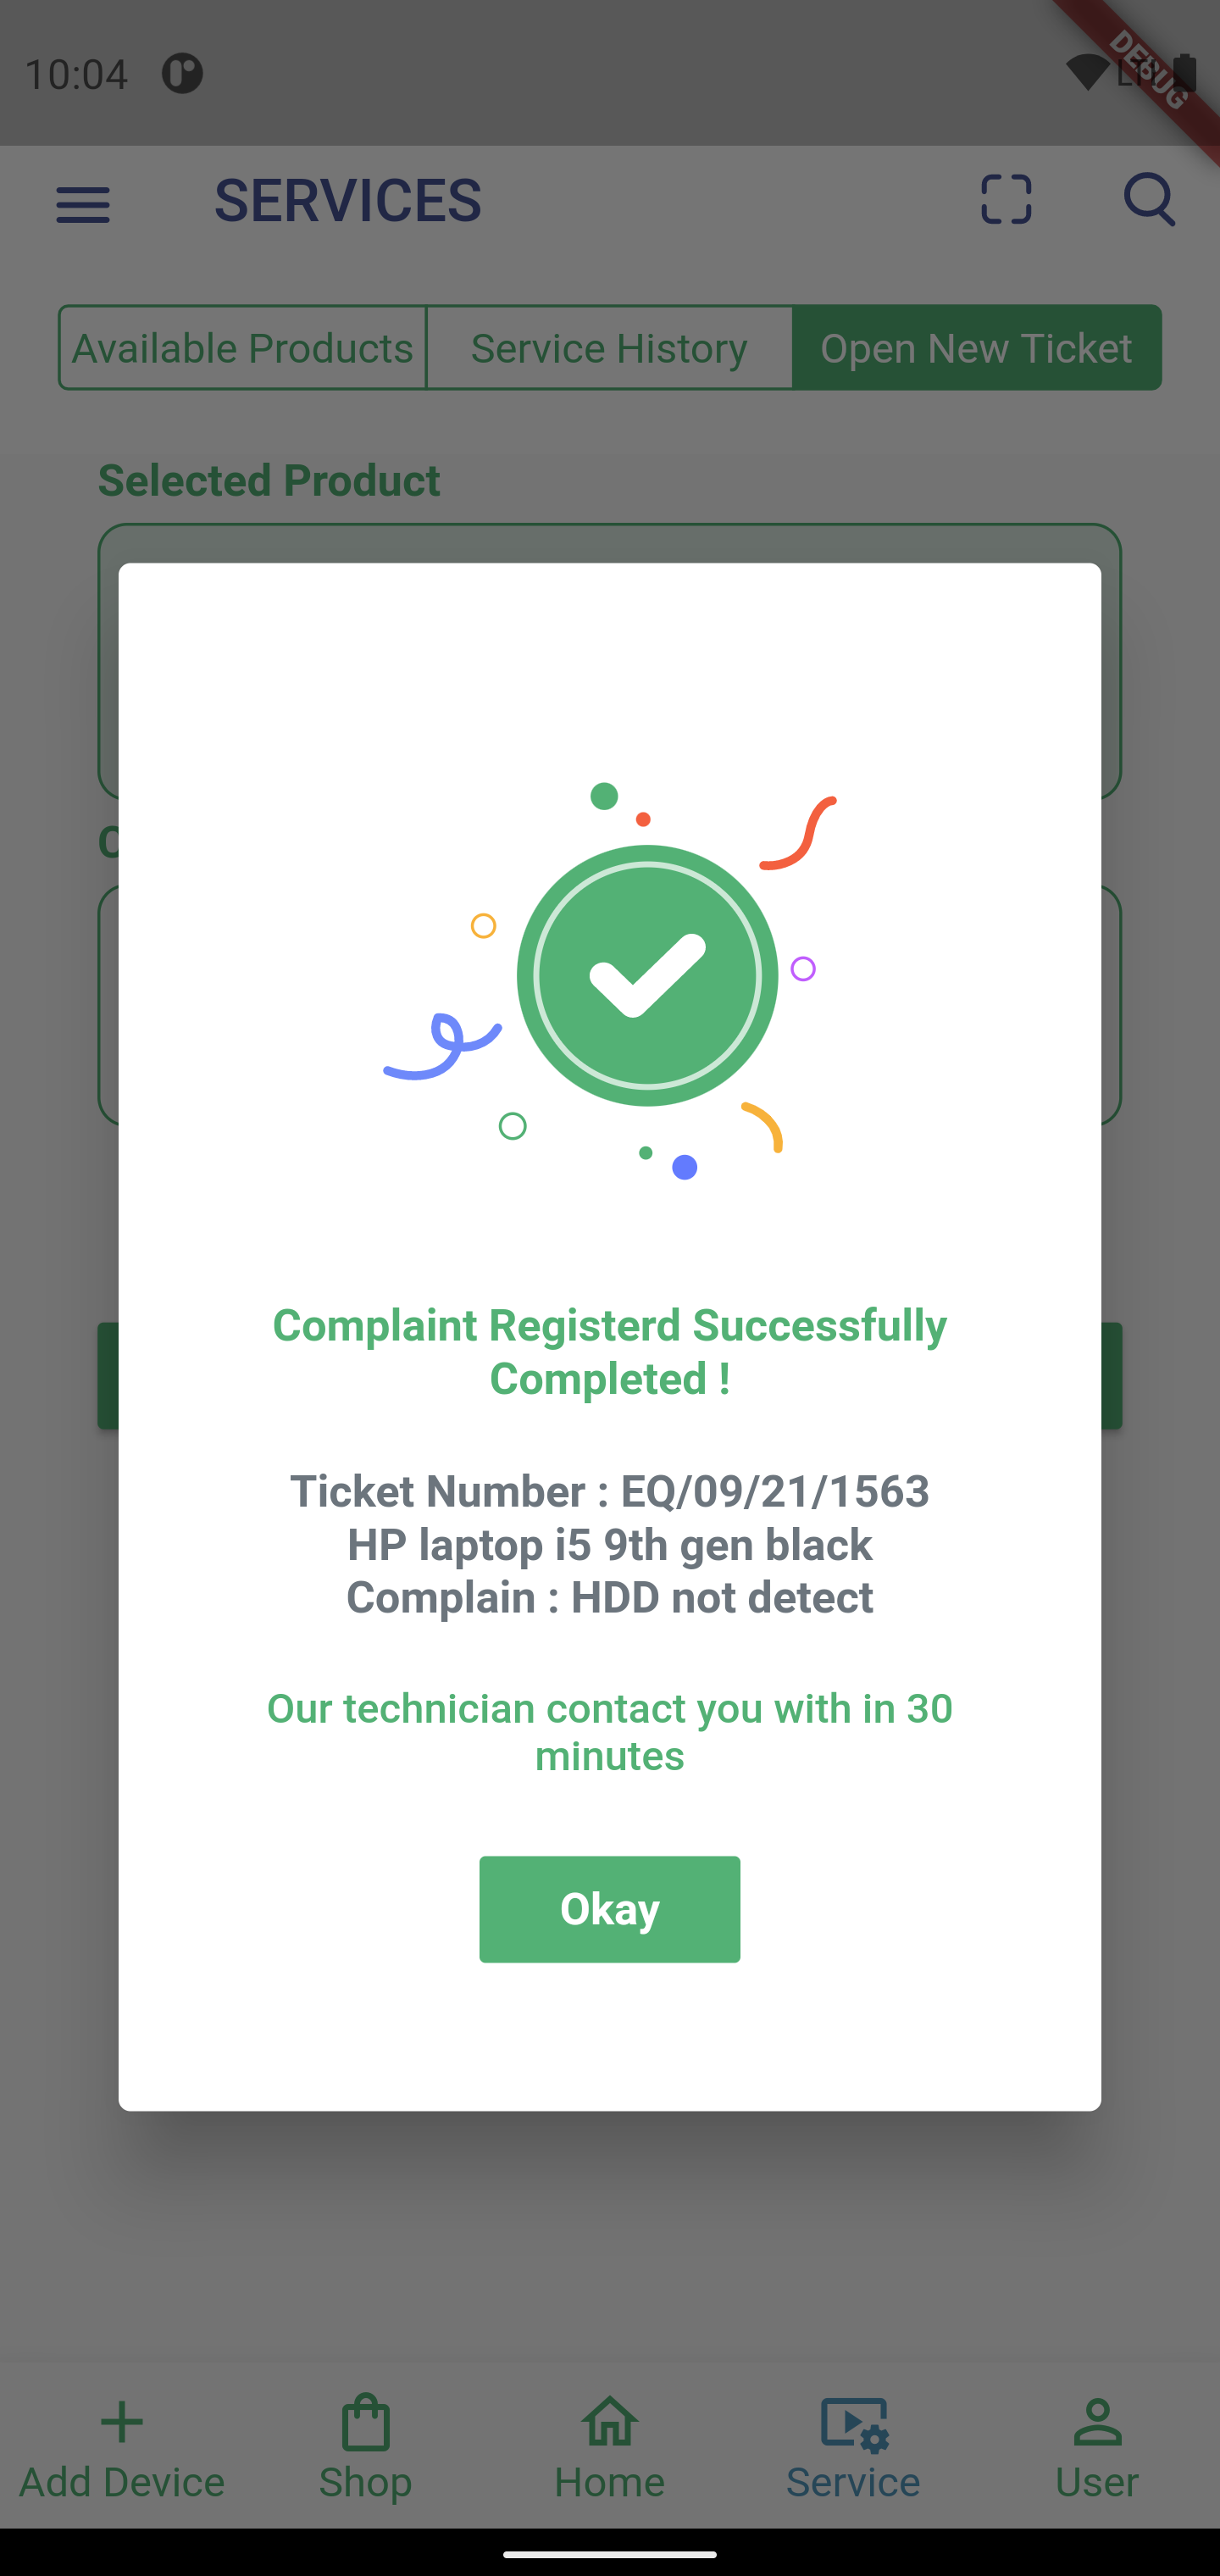 10:04
DEBUG
SERVICES
Available Products
Service History
Open New Ticket
Selected Product
Complaint Registerd Successfully
Completed !
Ticket Number : EQ/09/21/1563
HP laptop i5 9th gen black
Complain : HDD not detect
Our technician contact you with in 30
minutes
Okay
Add Device
Shop
Home
Service
User